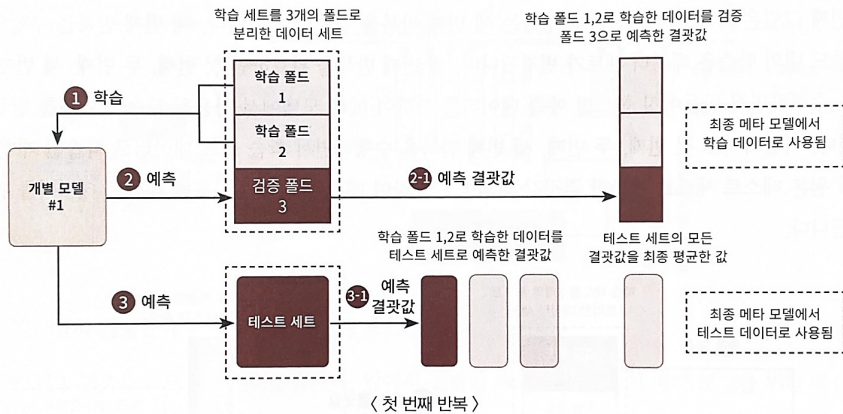 학습 세트를 3개의 폴드로
분리한 데이터 세트
학습 폴드 1,2로 학습한 데이터를 검증
폴드 3으로 예측한 결괏값
1 학습
학습 폴드
1
학습 폴드
2
검증 폴드
3
개별 모델
#1
2 예측
2-1 예측 결괏값
최종 메타 모델에서
학습 데이터로 사용됨
학습 폴드 1,2로 학습한 데이터를
테스트 세트로 예측한 결괏값
테스트 세트의 모든
결괏값을 최종 평균한 값
3 예측
테스트 세트
3-1 예측
결괏값
최종 메타 모델에서
테스트 데이터로 사용됨
〈 첫 번째 반복 〉